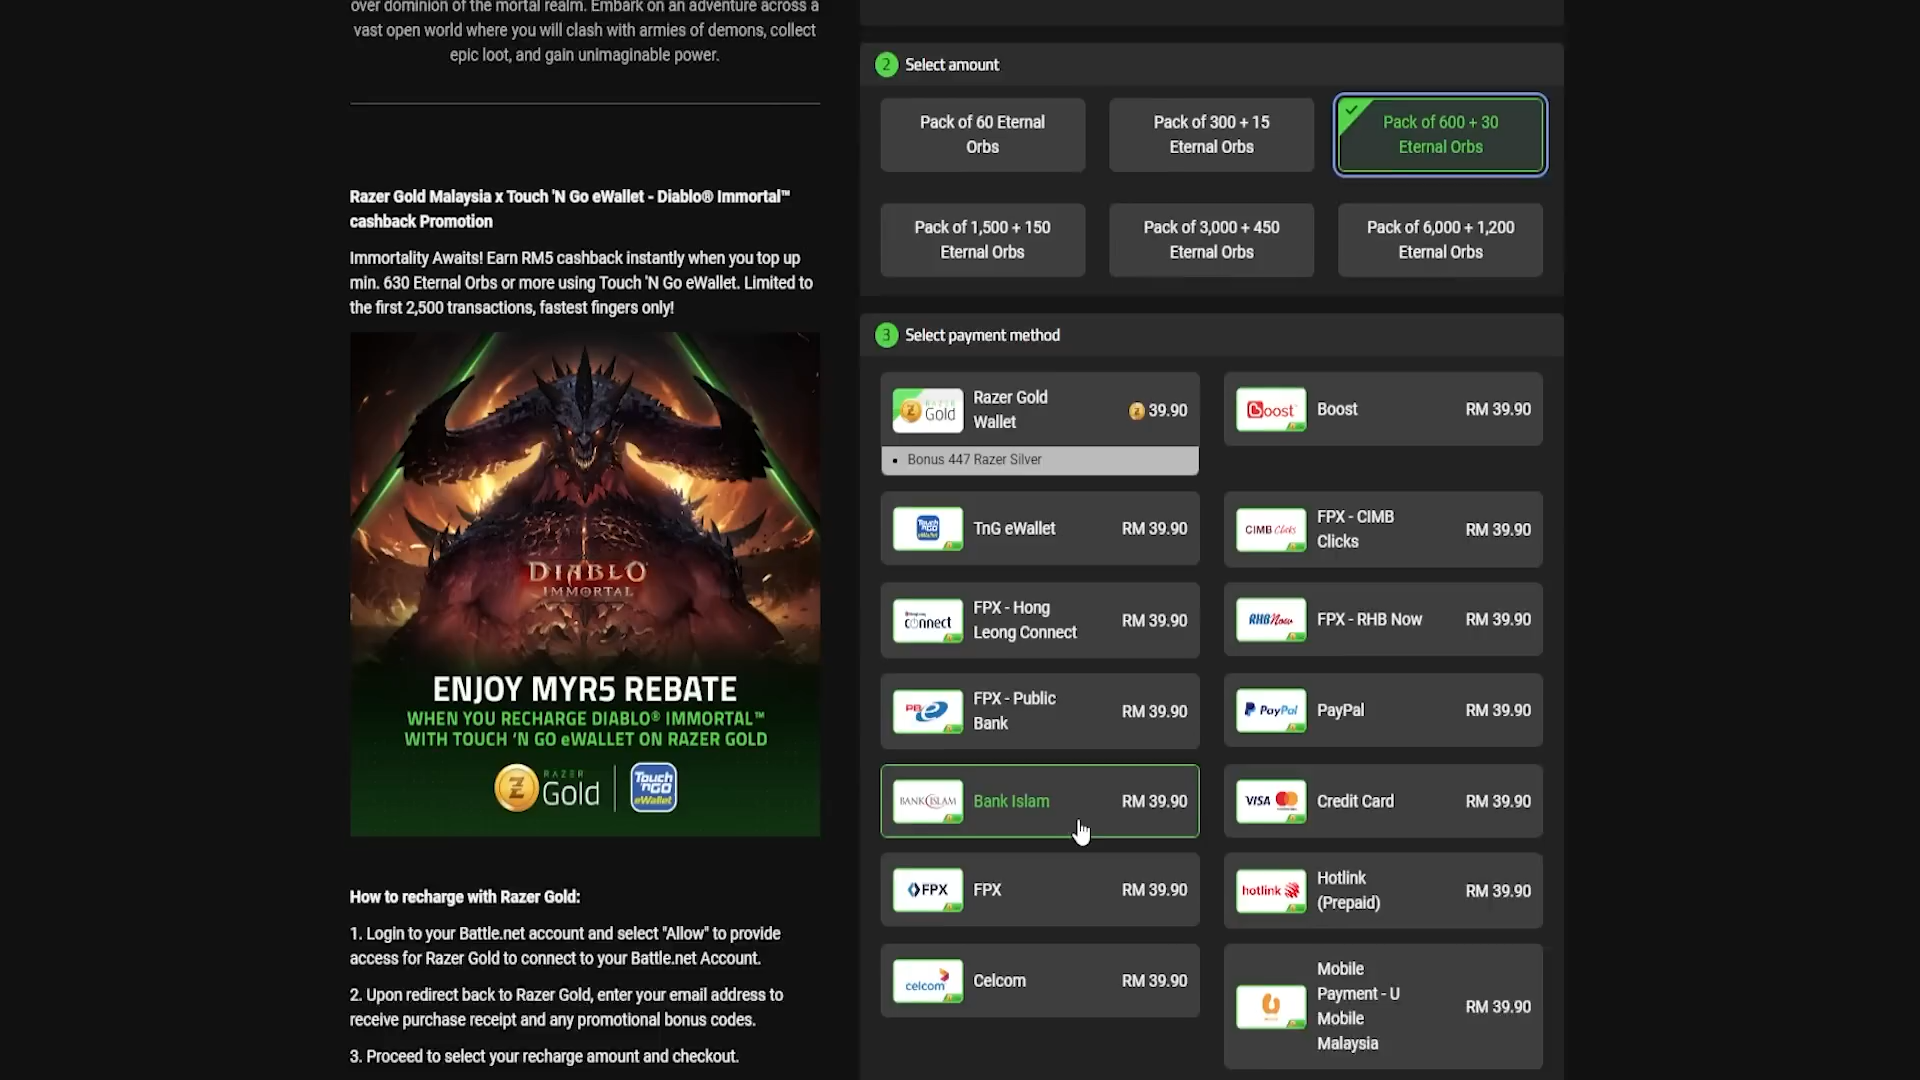 over dominion of the mortal realm. Embark on an adventure across a
vast open world where you will clash with armies of demons, collect
epic loot, and gain unimaginable power.
Razer Gold Malaysia x Touch 'N Go eWallet - Diablo® Immortal™
cashback Promotion
Immortality Awaits! Earn RM5 cashback instantly when you top up
min. 630 Eternal Orbs or more using Touch 'N Go eWallet. Limited to
the first 2,500 transactions, fastest fingers only!
DIABLO
IMMORTAL
ENJOY MYR5 REBATE
WHEN YOU RECHARGE DIABLO® IMMORTAL™
WITH TOUCH 'N GO eWALLET ON RAZER GOLD
RAZER
Gold
Touch
'nGO
eWallet
How to recharge with Razer Gold:
1. Login to your Battle.net account and select "Allow" to provide
access for Razer Gold to connect to your Battle.net Account.
2. Upon redirect back to Razer Gold, enter your email address to
receive purchase receipt and any promotional bonus codes.
3. Proceed to select your recharge amount and checkout.
2 Select amount
Pack of 60 Eternal
Orbs
Pack of 300 + 15
Eternal Orbs
Pack of 600 + 30
Eternal Orbs
Pack of 1,500 + 150
Eternal Orbs
Pack of 3,000 + 450
Eternal Orbs
Pack of 6,000 + 1,200
Eternal Orbs
3 Select payment method
RAZER
Gold
Razer Gold
Wallet
39.90
Bonus 447 Razer Silver
Boost
Boost
RM 39.90
Touch
'nGO
eWallet
TnG eWallet
RM 39.90
CIMB Clicks
FPX - CIMB
Clicks
RM 39.90
Connect
FPX - Hong
Leong Connect
RM 39.90
RHB Now
FPX - RHB Now
RM 39.90
PB
FPX - Public
Bank
RM 39.90
PayPal
PayPal
RM 39.90
BANK ISLAM
Bank Islam
RM 39.90
VISA
Credit Card
RM 39.90
FPX
FPX
RM 39.90
hotlink
Hotlink
(Prepaid)
RM 39.90
celcom
Celcom
RM 39.90
Mobile
Payment - U
Mobile
Malaysia
RM 39.90